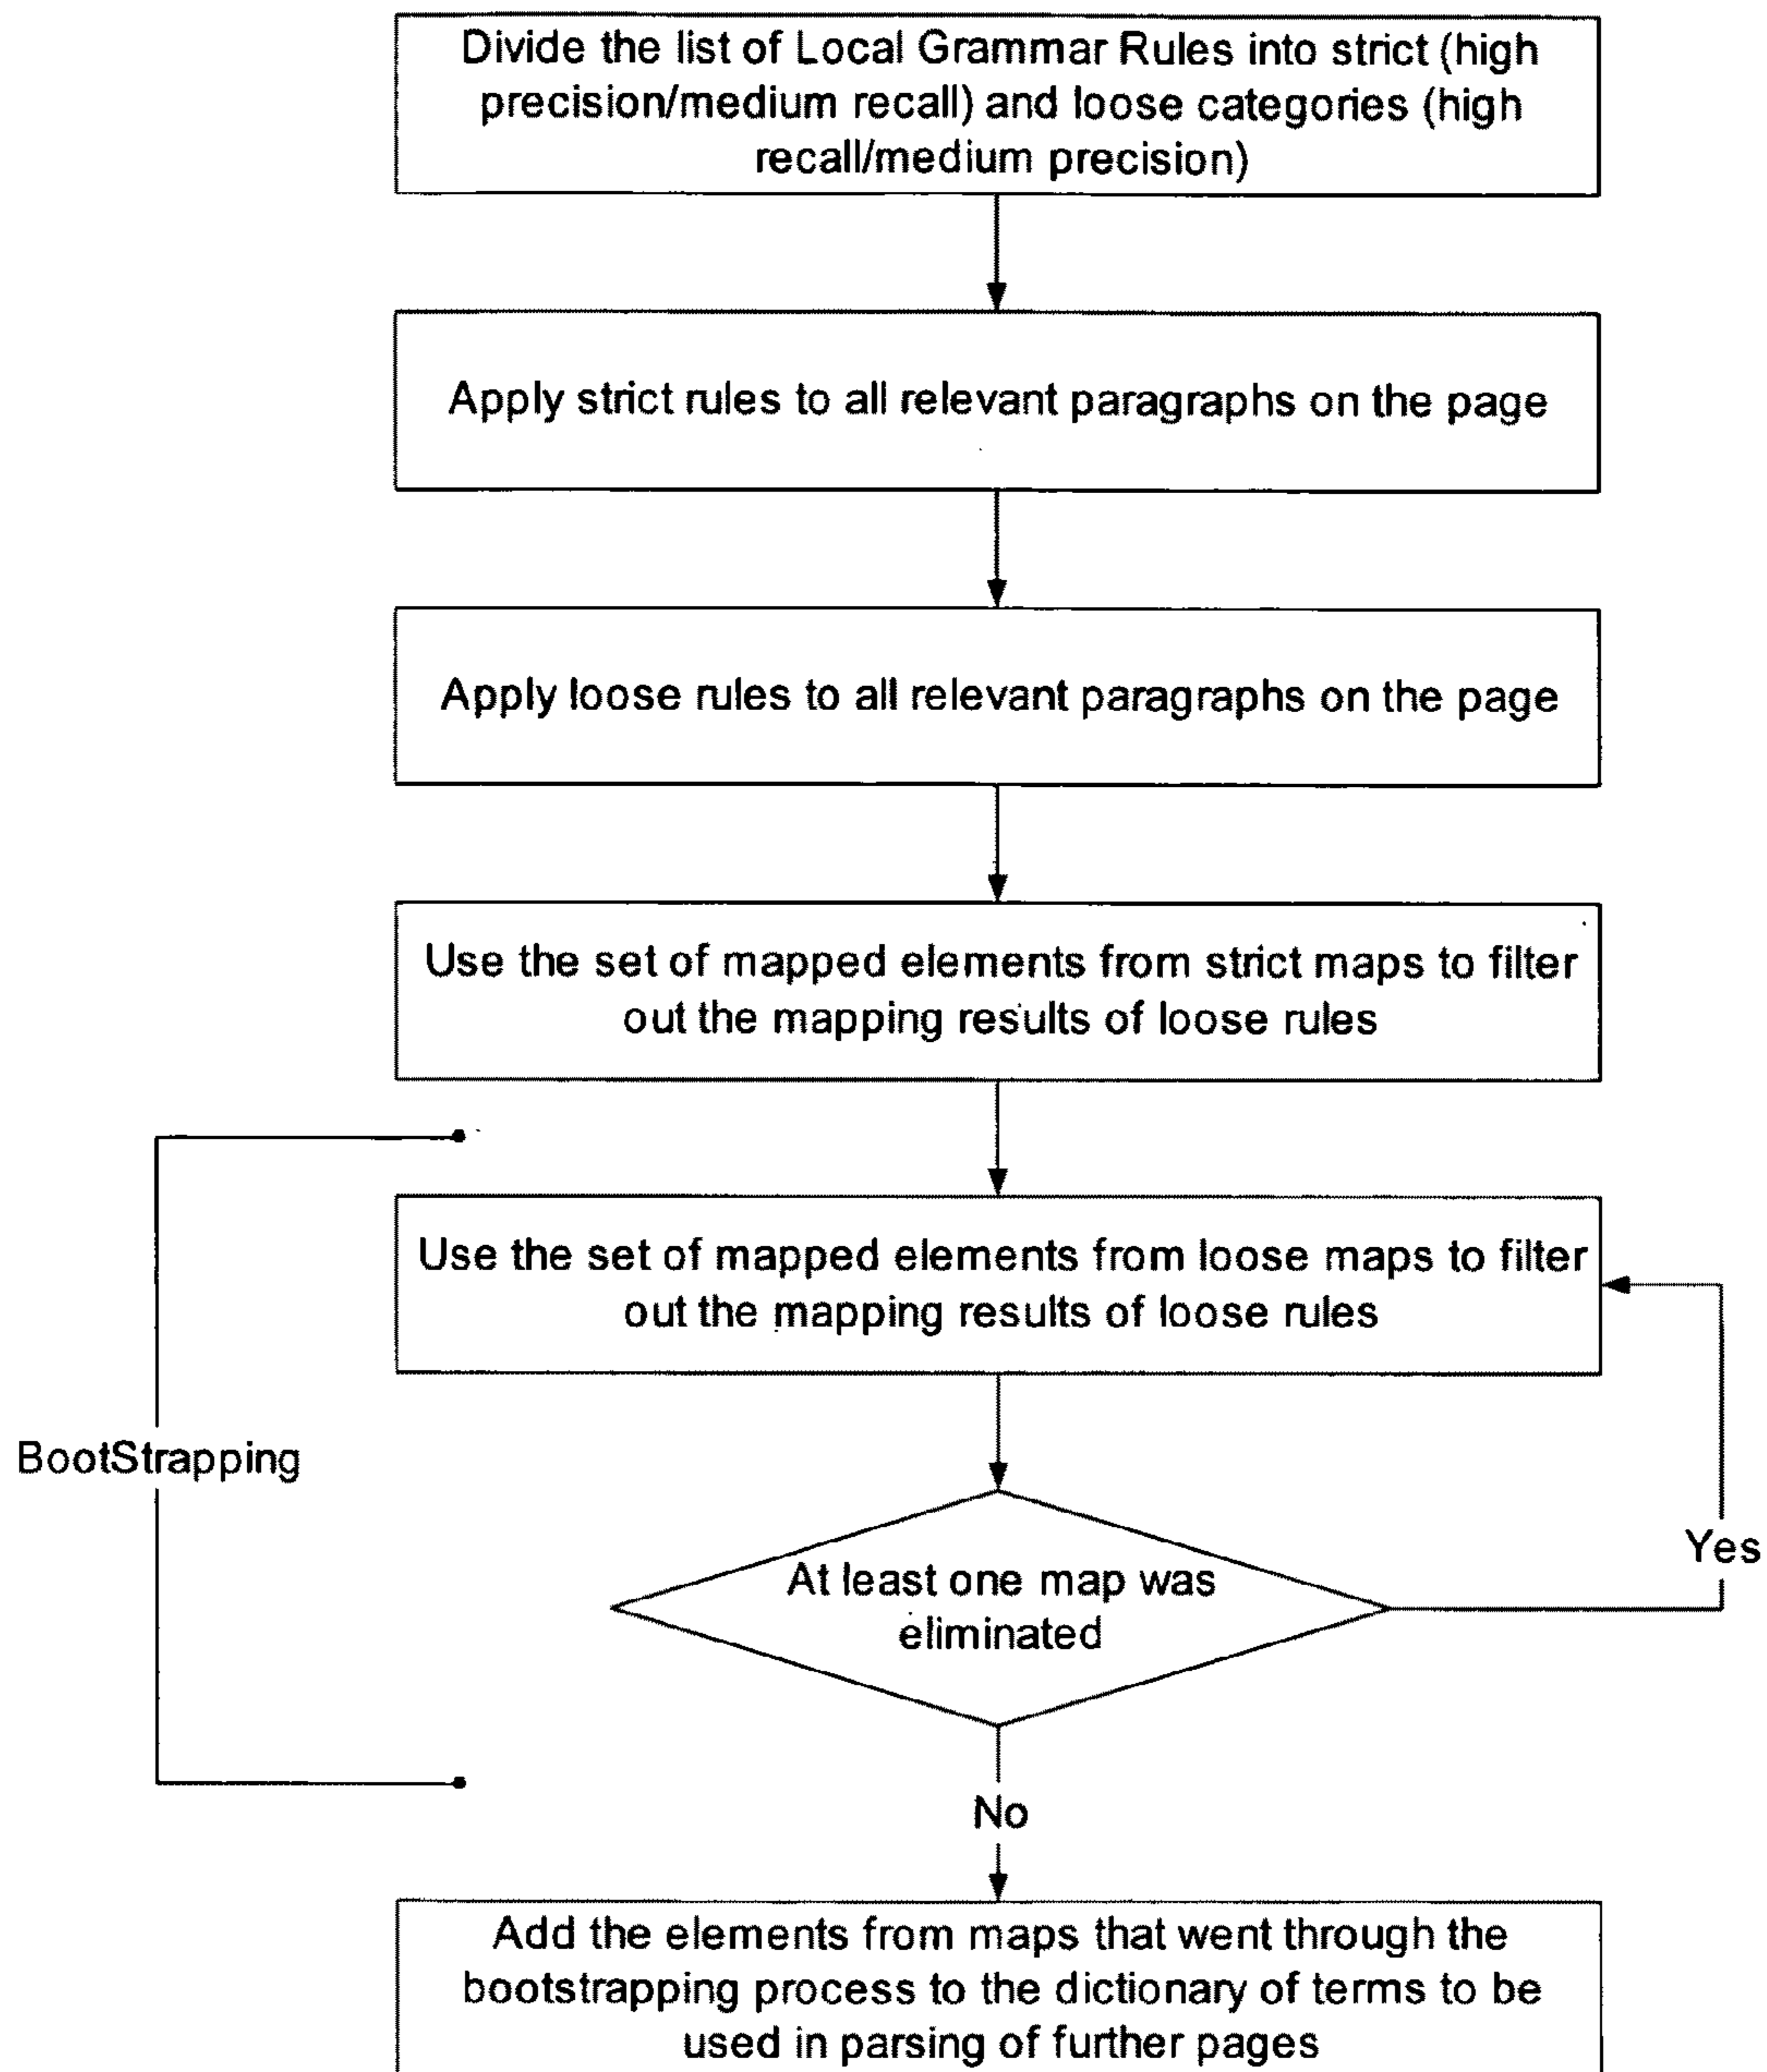 Divide the list of Local Grammar Rules into strict (high
precision/medium recall) and loose categories (high
recall/medium precision)
Apply strict rules to all relevant paragraphs on the page
Apply loose rules to all relevant paragraphs on the page
Use the set of mapped elements from strict maps to filter
out the mapping results of loose rules
Use the set of mapped elements from loose maps to filter
out the mapping results of loose rules
BootStrapping
At least one map was
eliminated
Yes
No
Add the elements from maps that went through the
bootstrapping process to the dictionary of terms to be
used in parsing of further pages